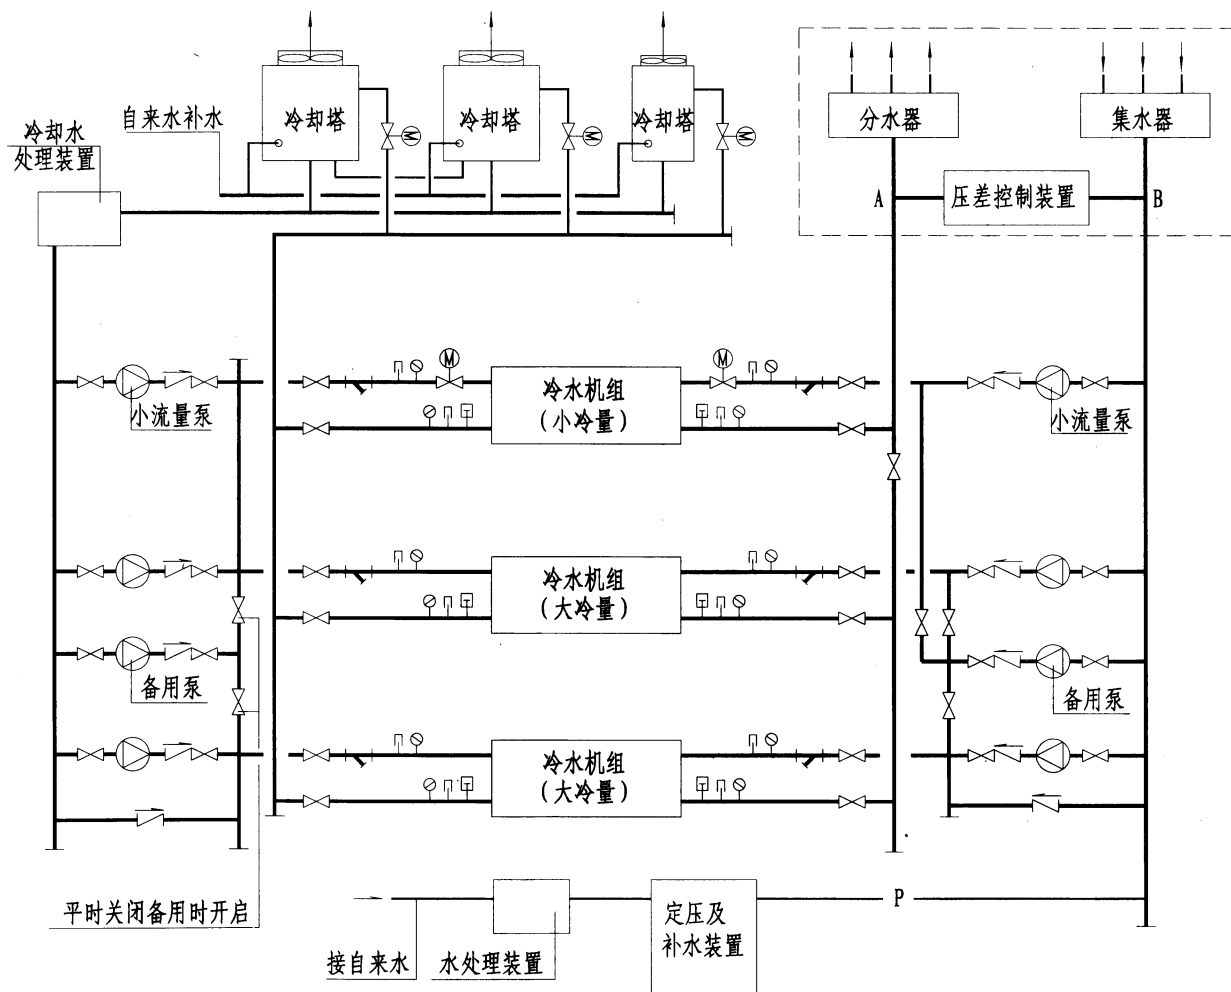 冷却水
处理装置
自来水补水
冷却塔
冷却塔
冷却塔
M
M
M
分水器
集水器
A
压差控制装置
B
小流量泵
M
冷水机组
(小冷量)
M
小流量泵
冷水机组
(大冷量)
备用泵
备用泵
冷水机组
(大冷量)
平时关闭备用时开启
接自来水
水处理装置
定压及
补水装置
P